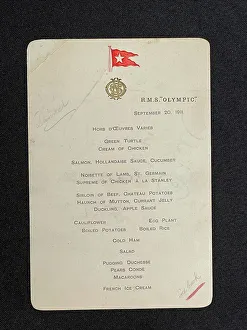 R.M.S. "OLYMPIC."
SEPTEMBER 20, 1911
HORS D'ŒUVRES VARIÉS
GREEN TURTLE
CREAM OF CHICKEN
SALMON, HOLLANDAISE SAUCE, CUCUMBER
NOISETTE OF LAMB, ST. GERMAIN
SUPREME OF CHICKEN À LA STANLEY
SIRLOIN OF BEEF, CHATEAU POTATOES
HAUNCH OF MUTTON, CURRANT JELLY
DUCKLING, APPLE SAUCE
CAULIFLOWER EGG PLANT
BOILED POTATOES BOILED RICE
COLD HAM
SALAD
PUDDING DUCHESSE
PEARS CONDÉ
MACAROONS
FRENCH ICE CREAM